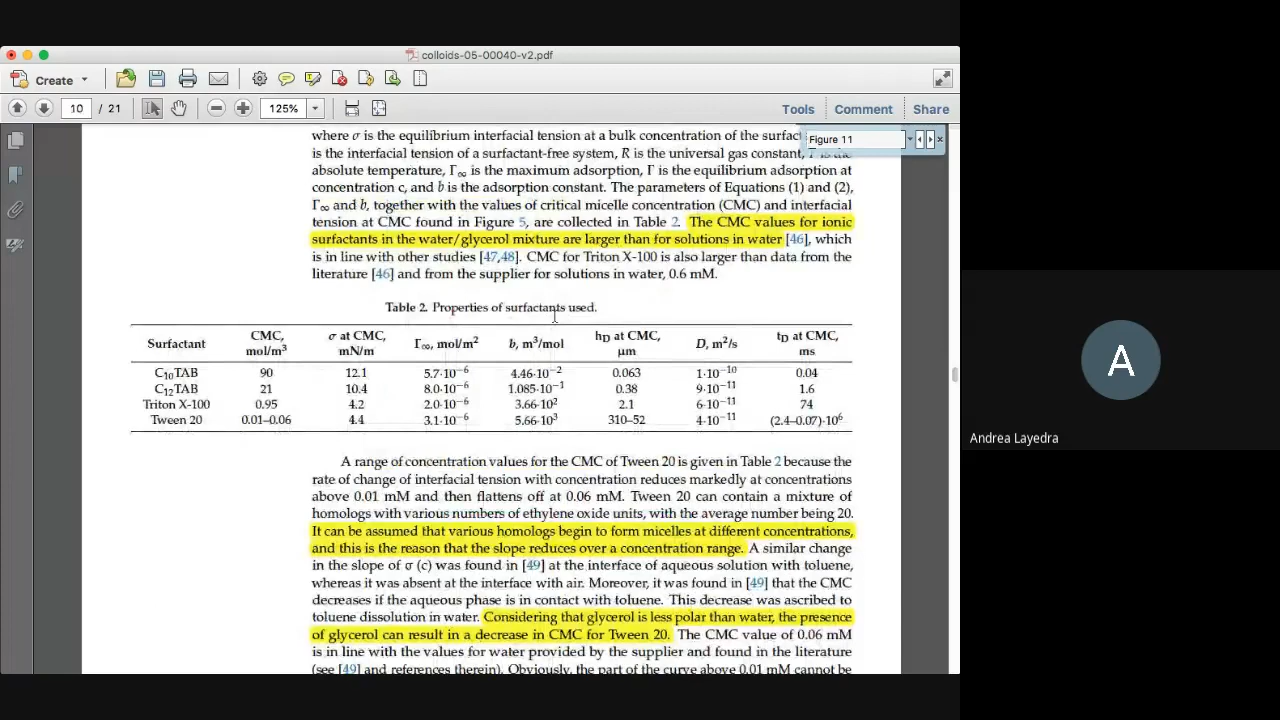 colloids-05-00040-v2.pdf
Create
10 / 21
125%
Tools
Comment
Share
Figure 11
where σ is the equilibrium interfacial tension at a bulk concentration of the
is the interfacial tension of a surfactant-free system, R is the universal gas constant,
absolute temperature, Γ∞ is the maximum adsorption, Γ is the equilibrium adsorption at
concentration c, and b is the adsorption constant. The parameters of Equations (1) and (2),
Γ∞ and b, together with the values of critical micelle concentration (CMC) and interfacial
tension at CMC found in Figure 5, are collected in Table 2. The CMC values for ionic
surfactants in the water/glycerol mixture are larger than for solutions in water [46], which
is in line with other studies [47,48]. CMC for Triton X-100 is also larger than data from the
literature [46] and from the supplier for solutions in water, 0.6 mM.
Table 2. Properties of surfactants used.
Surfactant CMC, mol/m³ σ at CMC, mN/m Γ∞, mol/m² b, m³/mol hD at CMC, μm D, m²/s tD at CMC, ms
C₁₀TAB 90 12.1 5.7·10⁻⁶ 4.46·10⁻² 0.063 1·10⁻¹⁰ 0.04
C₁₂TAB 21 10.4 8.0·10⁻⁶ 1.085·10⁻¹ 0.38 9·10⁻¹¹ 1.6
Triton X-100 0.95 4.2 2.0·10⁻⁶ 3.66·10² 2.1 6·10⁻¹¹ 74
Tween 20 0.01–0.06 4.4 3.1·10⁻⁶ 5.66·10³ 310–52 4·10⁻¹¹ (2.4–0.07)·10⁶
A range of concentration values for the CMC of Tween 20 is given in Table 2 because the
rate of change of interfacial tension with concentration reduces markedly at concentrations
above 0.01 mM and then flattens off at 0.06 mM. Tween 20 can contain a mixture of
homologs with various numbers of ethylene oxide units, with the average number being 20.
It can be assumed that various homologs begin to form micelles at different concentrations,
and this is the reason that the slope reduces over a concentration range. A similar change
in the slope of σ (c) was found in [49] at the interface of aqueous solution with toluene,
whereas it was absent at the interface with air. Moreover, it was found in [49] that the CMC
decreases if the aqueous phase is in contact with toluene. This decrease was ascribed to
toluene dissolution in water. Considering that glycerol is less polar than water, the presence
of glycerol can result in a decrease in CMC for Tween 20. The CMC value of 0.06 mM
is in line with the values for water provided by the supplier and found in the literature
(see [49] and references therein). Obviously, the part of the curve above 0.01 mM cannot be
A
Andrea Layedra